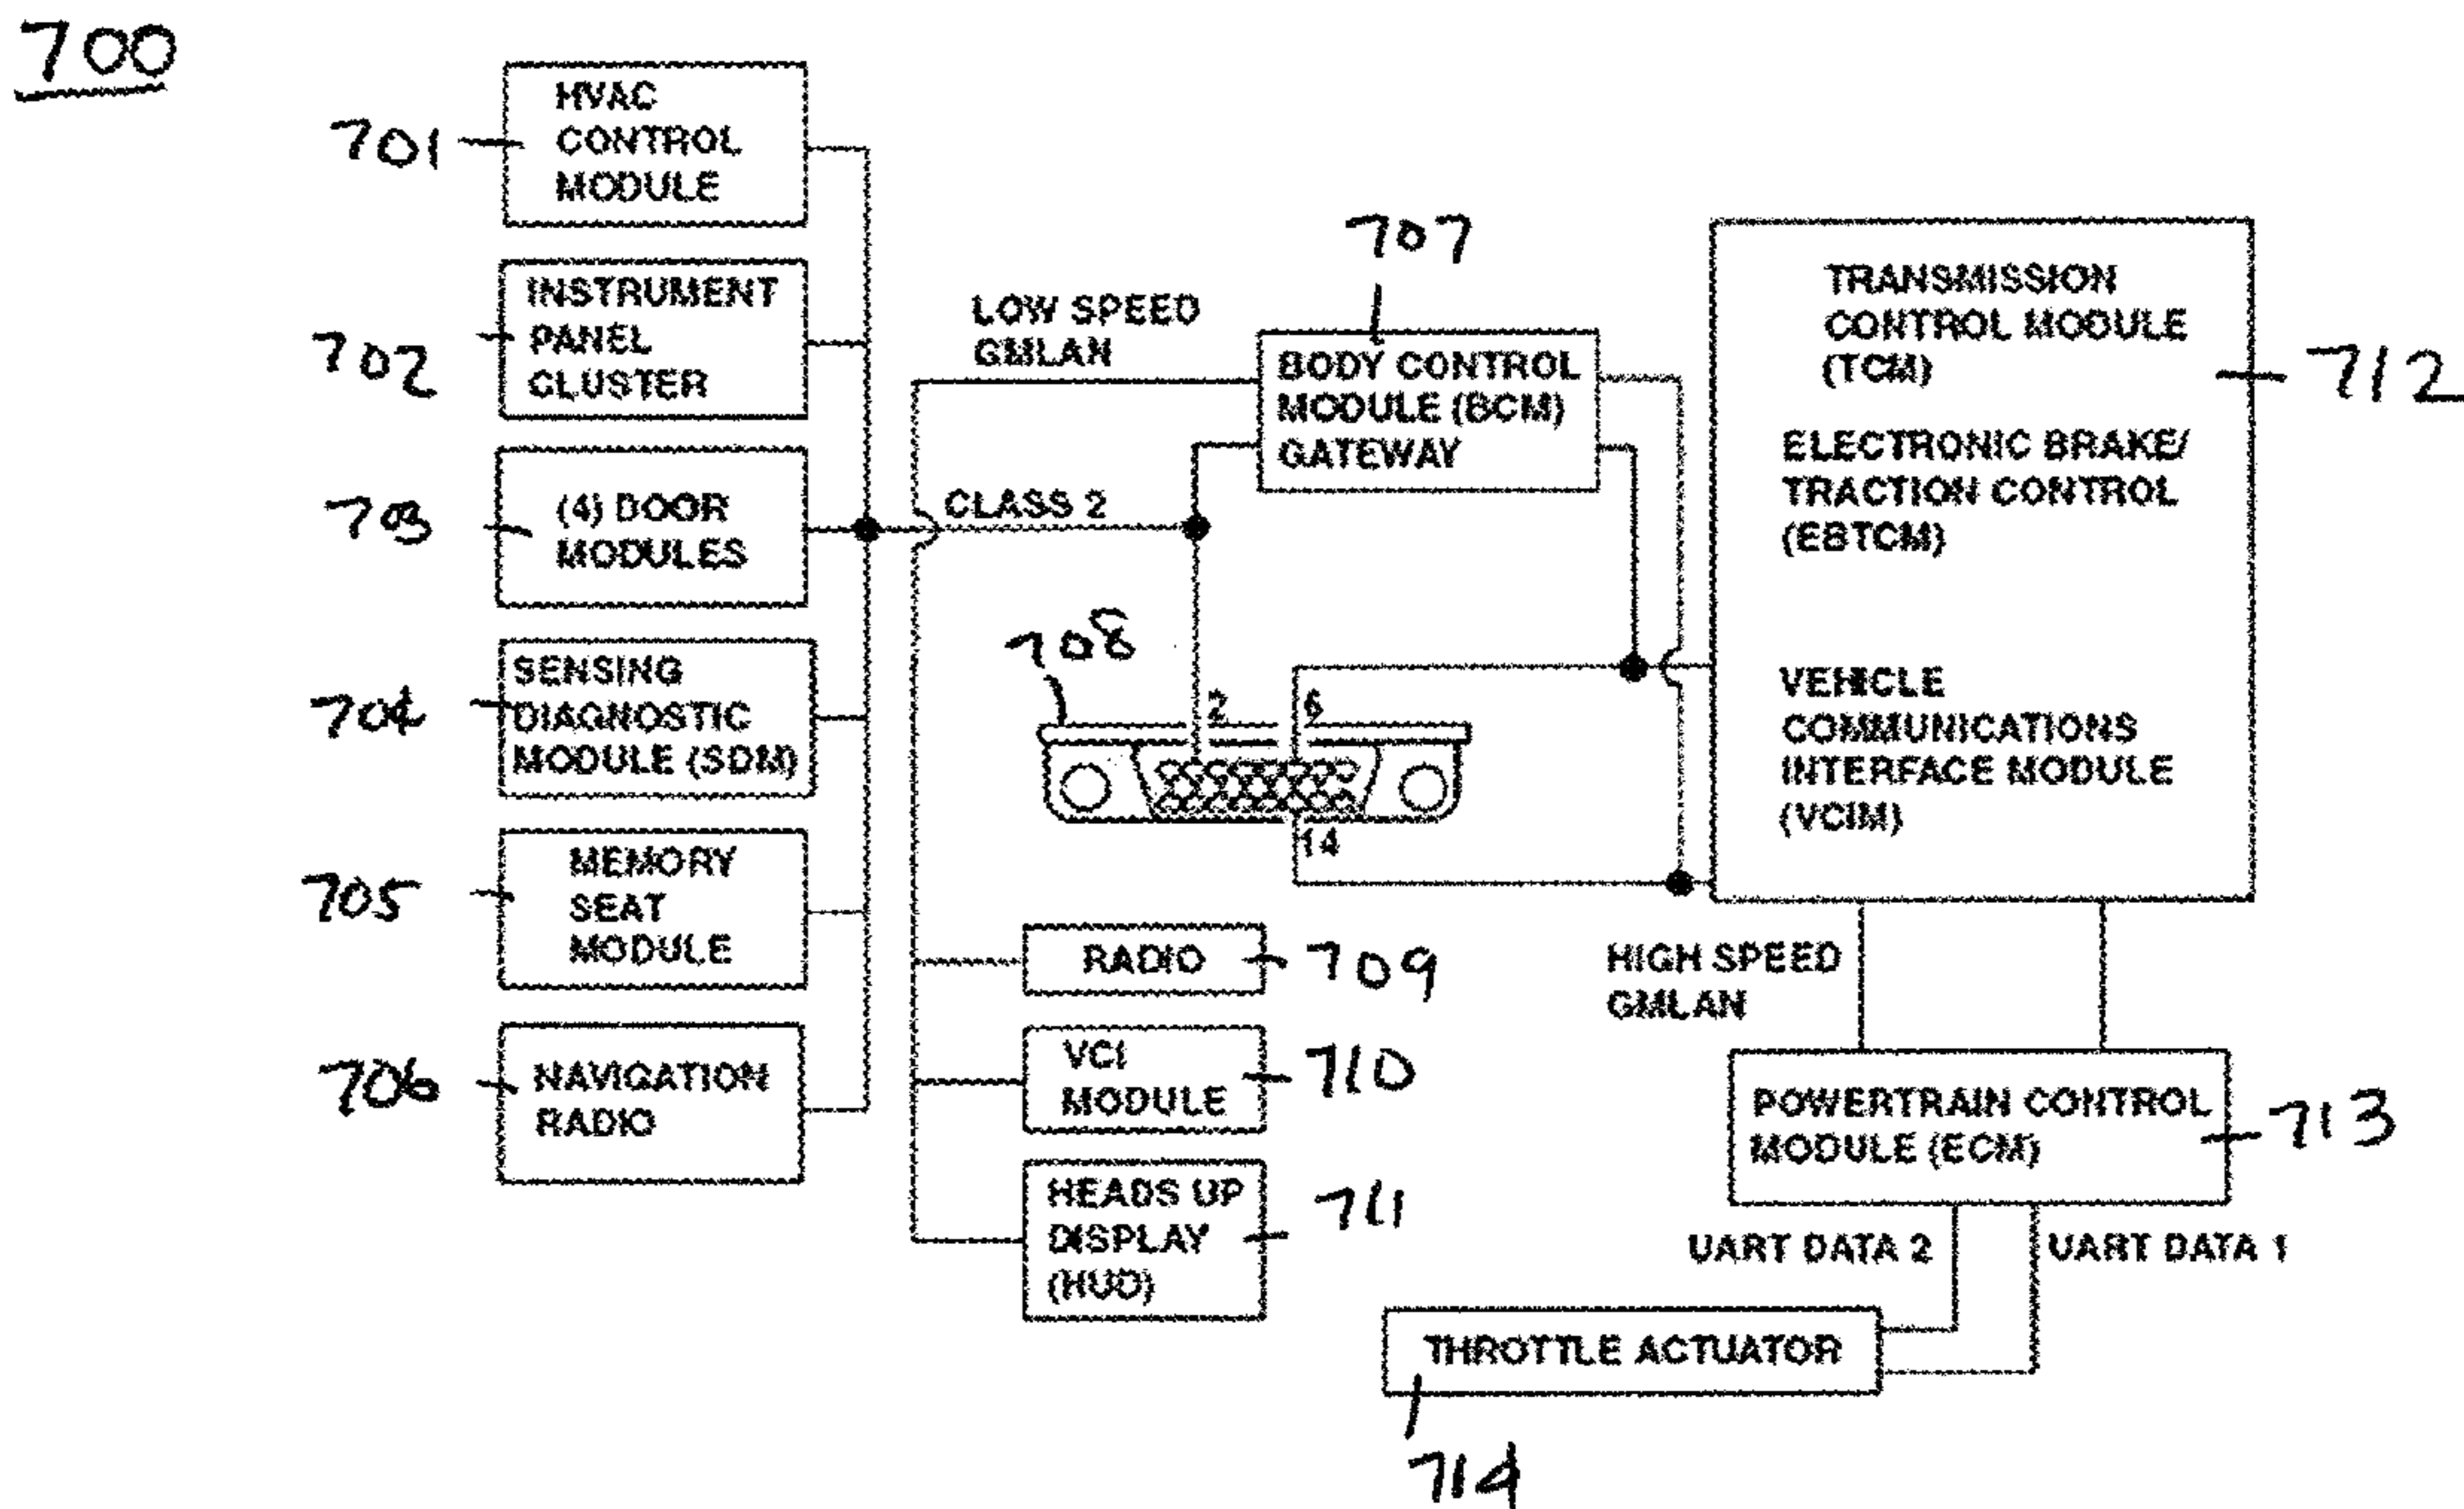 700
701
HVAC
CONTROL
MODULE
702
INSTRUMENT
PANEL
CLUSTER
703
(4) DOOR
MODULES
704
SENSING
DIAGNOSTIC
MODULE (SDM)
705
MEMORY
SEAT
MODULE
706
NAVIGATION
RADIO
LOW SPEED
GMLAN
CLASS 2
707
BODY CONTROL
MODULE (BCM)
GATEWAY
708
2
6
14
RADIO
709
VCI
MODULE
710
HEADS UP
DISPLAY
(HUD)
711
TRANSMISSION
CONTROL MODULE
(TCM)
ELECTRONIC BRAKE/
TRACTION CONTROL
(EBTCM)
VEHICLE
COMMUNICATIONS
INTERFACE MODULE
(VCIM)
712
HIGH SPEED
GMLAN
POWERTRAIN CONTROL
MODULE (ECM)
713
UART DATA 2
UART DATA 1
THROTTLE ACTUATOR
714